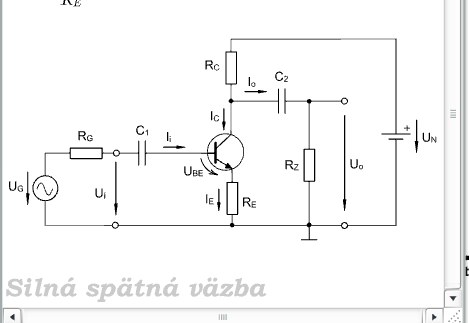 R_E
R_C
I_o
C_2
I_C
R_G
C_1
I_i
U_N
+
U_BE
R_Z
U_o
U_G
U_i
I_E
R_E
Silná spätná väzba